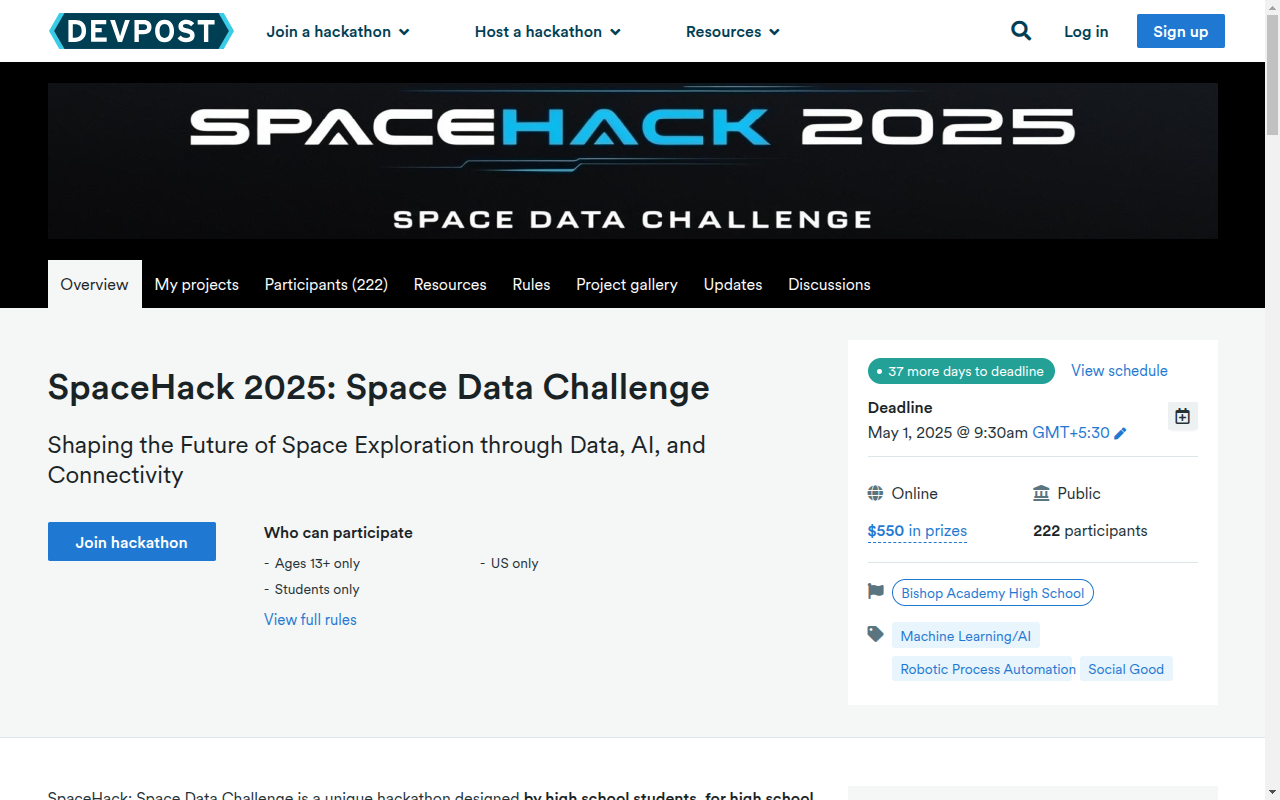 DEVPOST
Join a hackathon
Host a hackathon
Resources
Log in
Sign up
SPACEHACK 2025
SPACE DATA CHALLENGE
Overview
My projects
Participants (222)
Resources
Rules
Project gallery
Updates
Discussions
SpaceHack 2025: Space Data Challenge
Shaping the Future of Space Exploration through Data, AI, and
Connectivity
Join hackathon
Who can participate
- Ages 13+ only
- US only
- Students only
View full rules
37 more days to deadline
View schedule
Deadline
May 1, 2025 @ 9:30am GMT+5:30
Online
Public
$550 in prizes
222 participants
Bishop Academy High School
Machine Learning/AI
Robotic Process Automation
Social Good
SpaceHack: Space Data Challenge is a unique hackathon designed by high school students, for high school